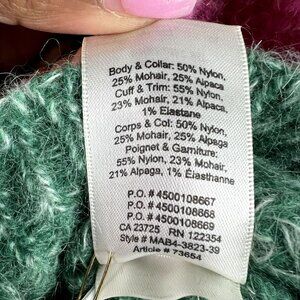 Body & Collar: 50% Nylon,
25% Mohair, 25% Alpaca
Cuff & Trim: 55% Nylon,
23% Mohair, 21% Alpaca,
1% Elastane
Corps & Col: 50% Nylon,
25% Mohair, 25% Alpaga
Poignet & Garniture:
55% Nylon, 23% Mohair,
21% Alpaga, 1% Élasthanne
P.O. # 4500108667
P.O. # 4500108668
P.O. # 4500108669
CA 23725 RN 122354
Style # MAB4-3823-39
Article # 73654